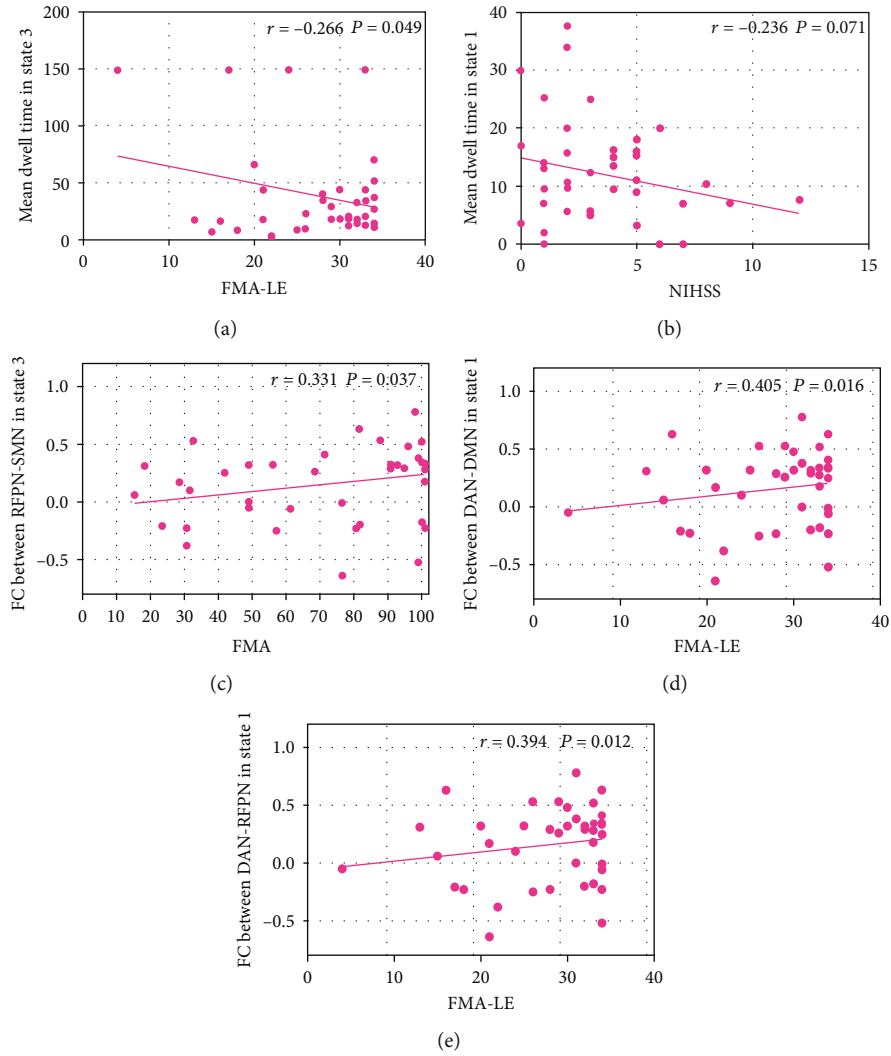 r = −0.266 P = 0.049
200
150
100
50
0
Mean dwell time in state 3
0 10 20 30 40
FMA-LE
(a)
r = −0.236 P = 0.071
50
40
30
20
10
0
Mean dwell time in state 1
0 5 10 15
NIHSS
(b)
r = 0.331 P = 0.037
1.0
0.5
0.0
−0.5
FC between RFPN-SMN in state 3
0 10 20 30 40 50 60 70 80 90 100
FMA
(c)
r = 0.405 P = 0.016
1.0
0.5
0.0
−0.5
FC between DAN-DMN in state 1
0 10 20 30 40
FMA-LE
(d)
r = 0.394 P = 0.012
1.0
0.5
0.0
−0.5
FC between DAN-RFPN in state 1
0 10 20 30 40
FMA-LE
(e)